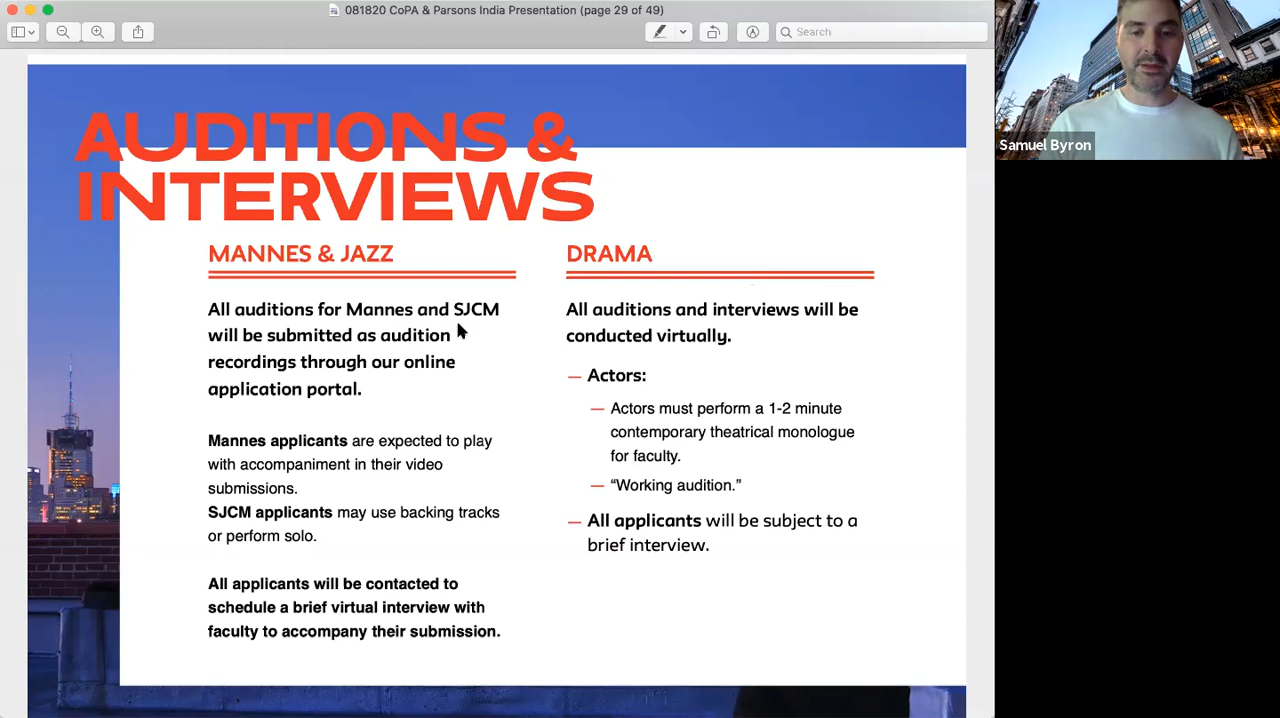 081820 CoPA & Parsons India Presentation (page 29 of 49)
Search
Samuel Byron
AUDITIONS &
INTERVIEWS
MANNES & JAZZ
All auditions for Mannes and SJCM
will be submitted as audition
recordings through our online
application portal.
Mannes applicants are expected to play
with accompaniment in their video
submissions.
SJCM applicants may use backing tracks
or perform solo.
All applicants will be contacted to
schedule a brief virtual interview with
faculty to accompany their submission.
DRAMA
All auditions and interviews will be
conducted virtually.
— Actors:
— Actors must perform a 1-2 minute
contemporary theatrical monologue
for faculty.
— “Working audition.”
— All applicants will be subject to a
brief interview.